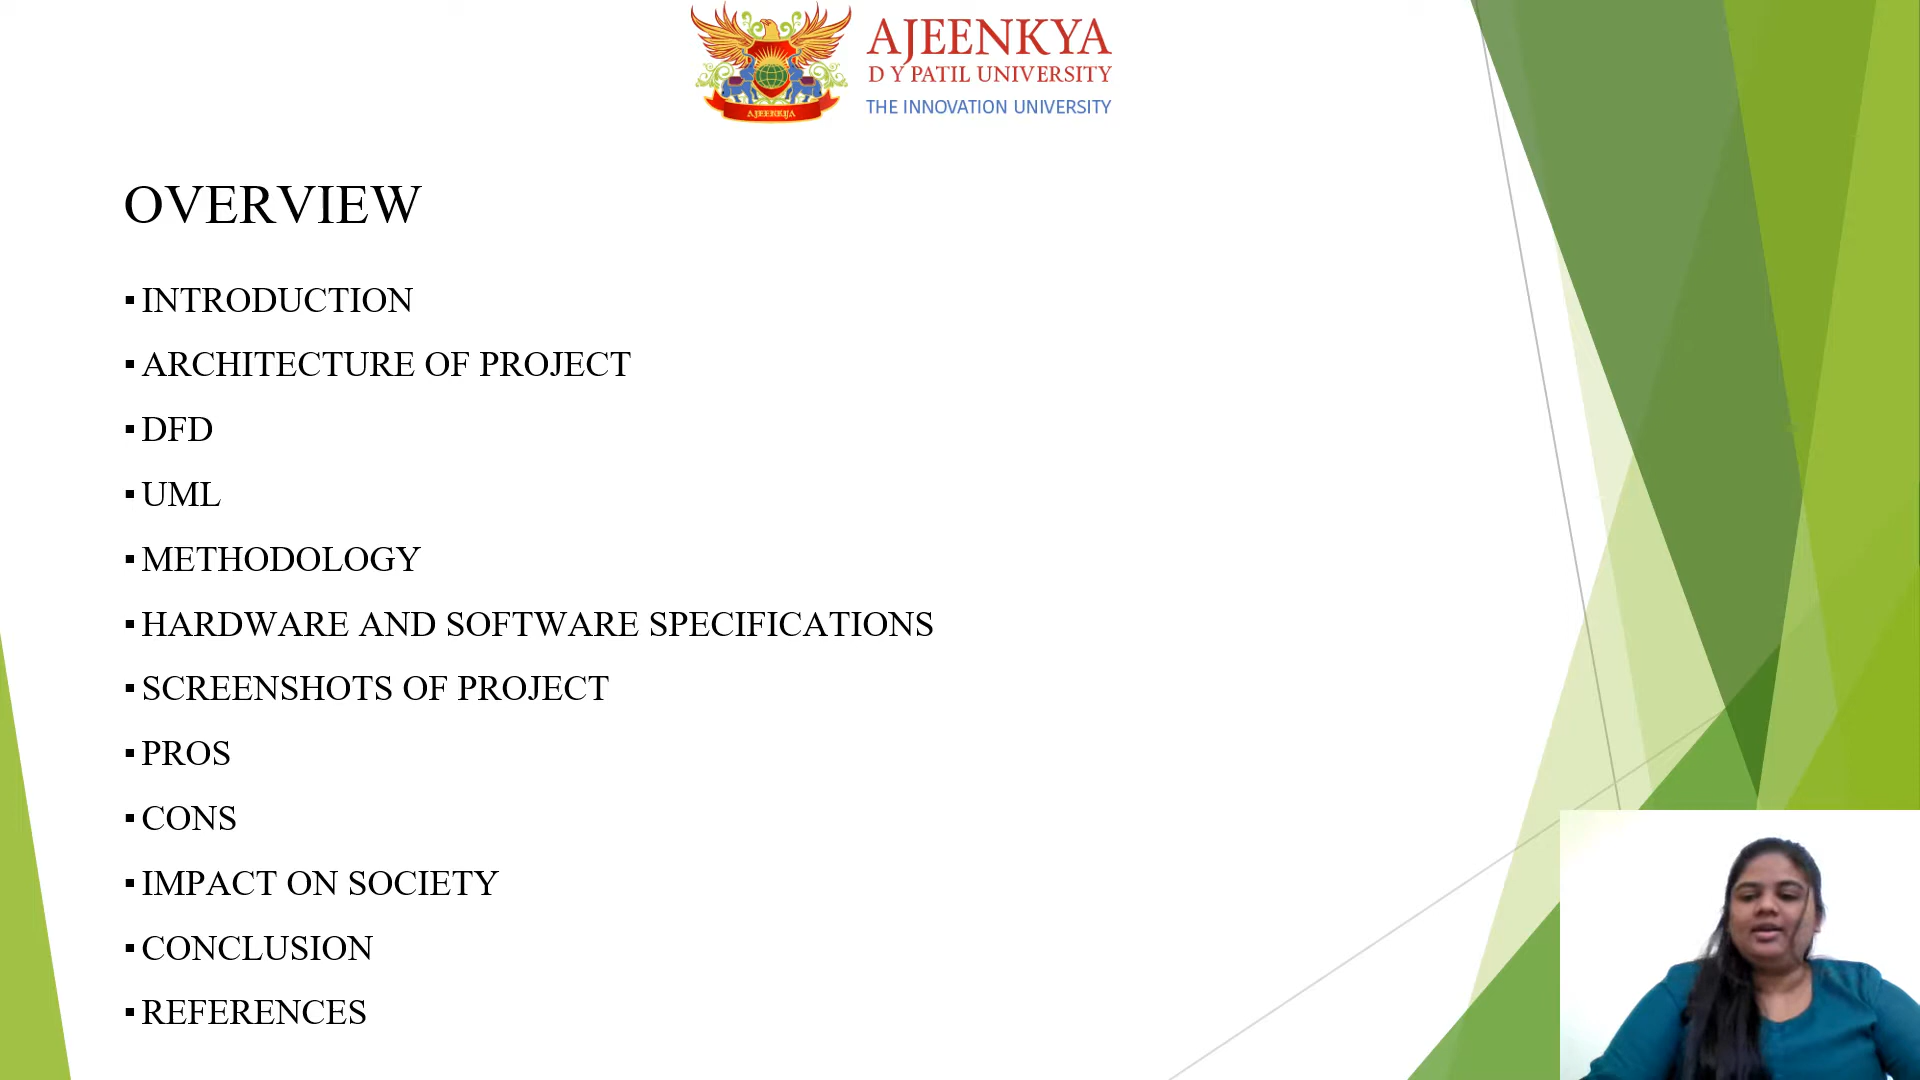 AJEENKYA
D Y PATIL UNIVERSITY
THE INNOVATION UNIVERSITY
AJEENKYA
OVERVIEW
▪ INTRODUCTION
▪ ARCHITECTURE OF PROJECT
▪ DFD
▪ UML
▪ METHODOLOGY
▪ HARDWARE AND SOFTWARE SPECIFICATIONS
▪ SCREENSHOTS OF PROJECT
▪ PROS
▪ CONS
▪ IMPACT ON SOCIETY
▪ CONCLUSION
▪ REFERENCES